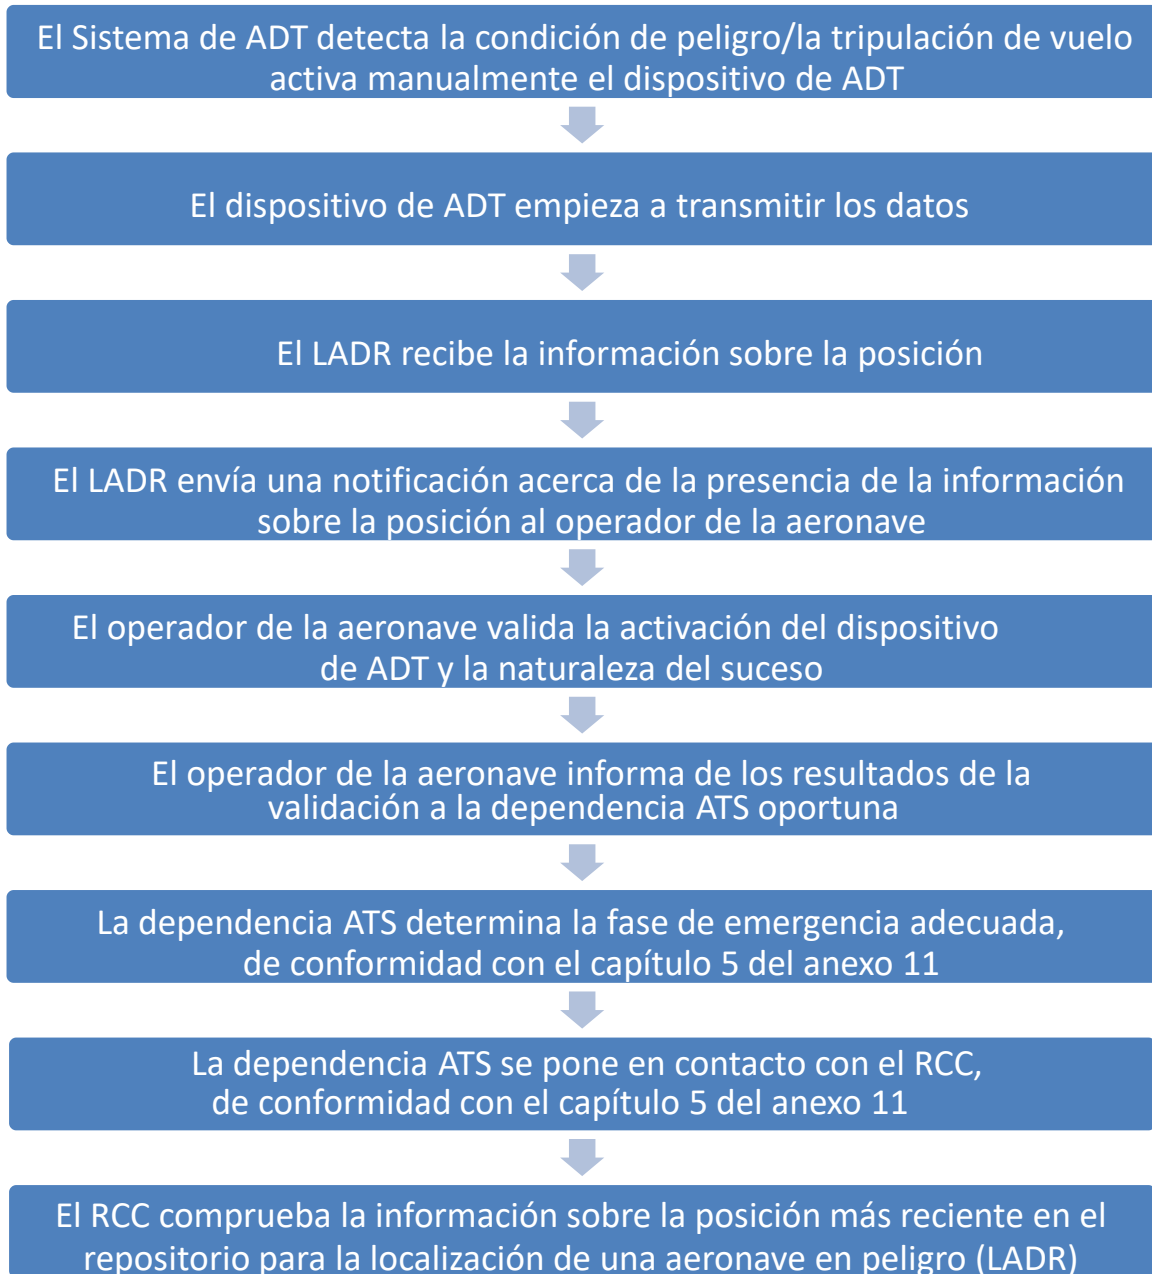 El Sistema de ADT detecta la condición de peligro/la tripulación de vuelo
activa manualmente el dispositivo de ADT
El dispositivo de ADT empieza a transmitir los datos
El LADR recibe la información sobre la posición
El LADR envía una notificación acerca de la presencia de la información
sobre la posición al operador de la aeronave
El operador de la aeronave valida la activación del dispositivo
de ADT y la naturaleza del suceso
El operador de la aeronave informa de los resultados de la
validación a la dependencia ATS oportuna
La dependencia ATS determina la fase de emergencia adecuada,
de conformidad con el capítulo 5 del anexo 11
La dependencia ATS se pone en contacto con el RCC,
de conformidad con el capítulo 5 del anexo 11
El RCC comprueba la información sobre la posición más reciente en el
repositorio para la localización de una aeronave en peligro (LADR)